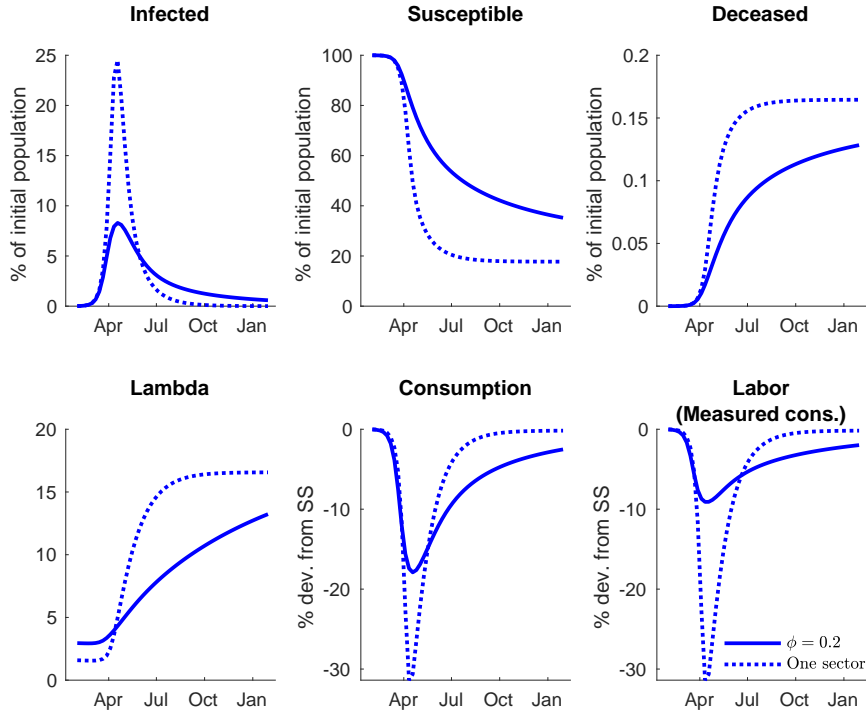 Infected
% of initial population
25
20
15
10
5
0
Apr Jul Oct Jan
Susceptible
% of initial population
100
80
60
40
20
0
Apr Jul Oct Jan
Deceased
% of initial population
0.2
0.15
0.1
0.05
0
Apr Jul Oct Jan
Lambda
20
15
10
5
0
Apr Jul Oct Jan
Consumption
% dev. from SS
0
-10
-20
-30
Apr Jul Oct Jan
Labor
(Measured cons.)
% dev. from SS
0
-10
-20
-30
ϕ = 0.2
One sector
Apr Jul Oct Jan